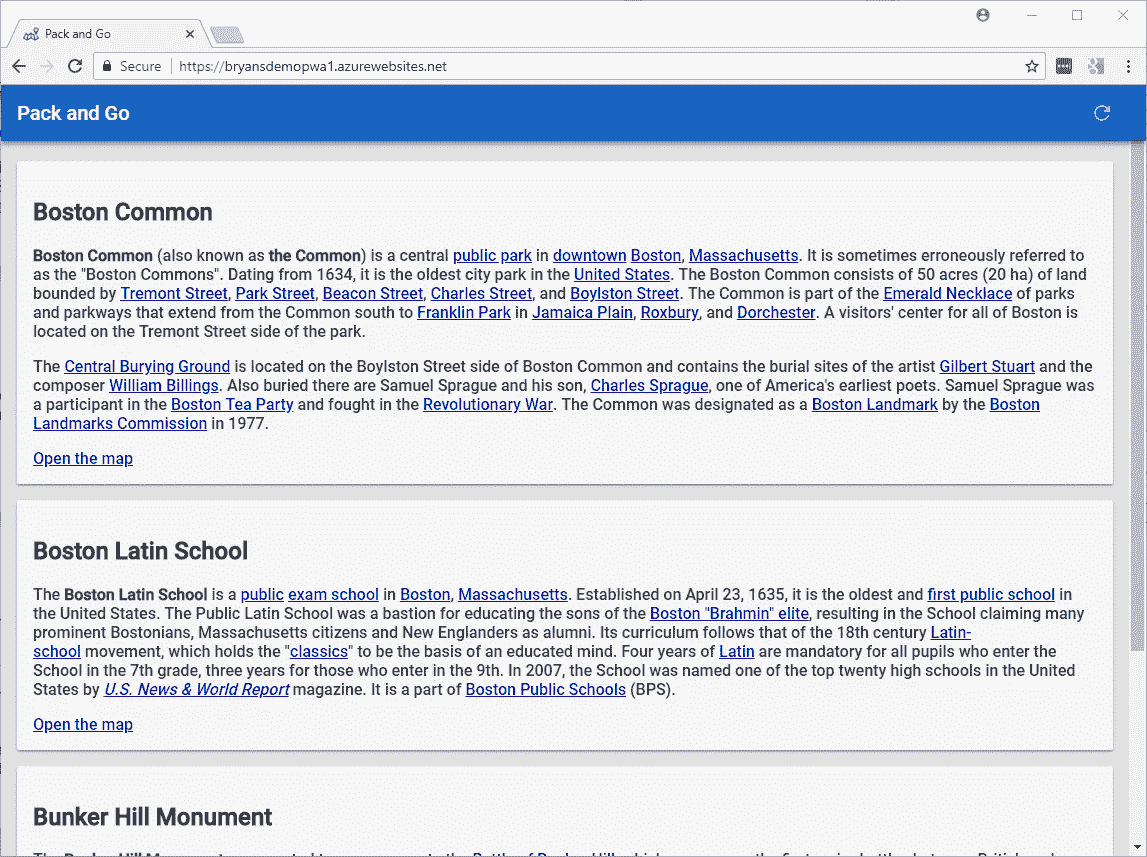 Pack and Go
Secure
https://bryansdemopwa1.azurewebsites.net
Pack and Go
Boston Common
Boston Common (also known as the Common) is a central public park in downtown Boston, Massachusetts. It is sometimes erroneously referred to
as the "Boston Commons". Dating from 1634, it is the oldest city park in the United States. The Boston Common consists of 50 acres (20 ha) of land
bounded by Tremont Street, Park Street, Beacon Street, Charles Street, and Boylston Street. The Common is part of the Emerald Necklace of parks
and parkways that extend from the Common south to Franklin Park in Jamaica Plain, Roxbury, and Dorchester. A visitors' center for all of Boston is
located on the Tremont Street side of the park.
The Central Burying Ground is located on the Boylston Street side of Boston Common and contains the burial sites of the artist Gilbert Stuart and the
composer William Billings. Also buried there are Samuel Sprague and his son, Charles Sprague, one of America's earliest poets. Samuel Sprague was
a participant in the Boston Tea Party and fought in the Revolutionary War. The Common was designated as a Boston Landmark by the Boston
Landmarks Commission in 1977.
Open the map
Boston Latin School
The Boston Latin School is a public exam school in Boston, Massachusetts. Established on April 23, 1635, it is the oldest and first public school in
the United States. The Public Latin School was a bastion for educating the sons of the Boston "Brahmin" elite, resulting in the School claiming many
prominent Bostonians, Massachusetts citizens and New Englanders as alumni. Its curriculum follows that of the 18th century Latin-
school movement, which holds the "classics" to be the basis of an educated mind. Four years of Latin are mandatory for all pupils who enter the
School in the 7th grade, three years for those who enter in the 9th. In 2007, the School was named one of the top twenty high schools in the United
States by U.S. News & World Report magazine. It is a part of Boston Public Schools (BPS).
Open the map
Bunker Hill Monument